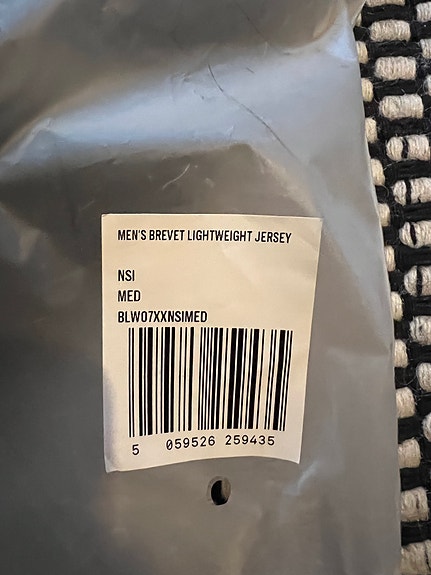 MEN'S BREVET LIGHTWEIGHT JERSEY
NSI
MED
BLW07XXNSIMED
5 059526 259435